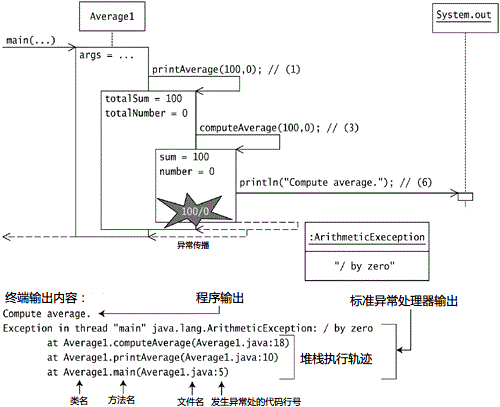 Average1
System.out
main(...)
args = ...
printAverage(100,0); // (1)
totalSum = 100
totalNumber = 0
computeAverage(100,0); // (3)
sum = 100
number = 0
println("Compute average."); // (6)
100/0
异常传播
:ArithmeticExeception
"/ by zero"
终端输出内容:
程序输出
标准异常处理器输出
Compute average.
Exception in thread "main" java.lang.ArithmeticException: / by zero
at Average1.computeAverage(Average1.java:18)
at Average1.printAverage(Average1.java:10)
at Average1.main(Average1.java:5)
堆栈执行轨迹
类名
方法名
文件名
发生异常处的代码行号